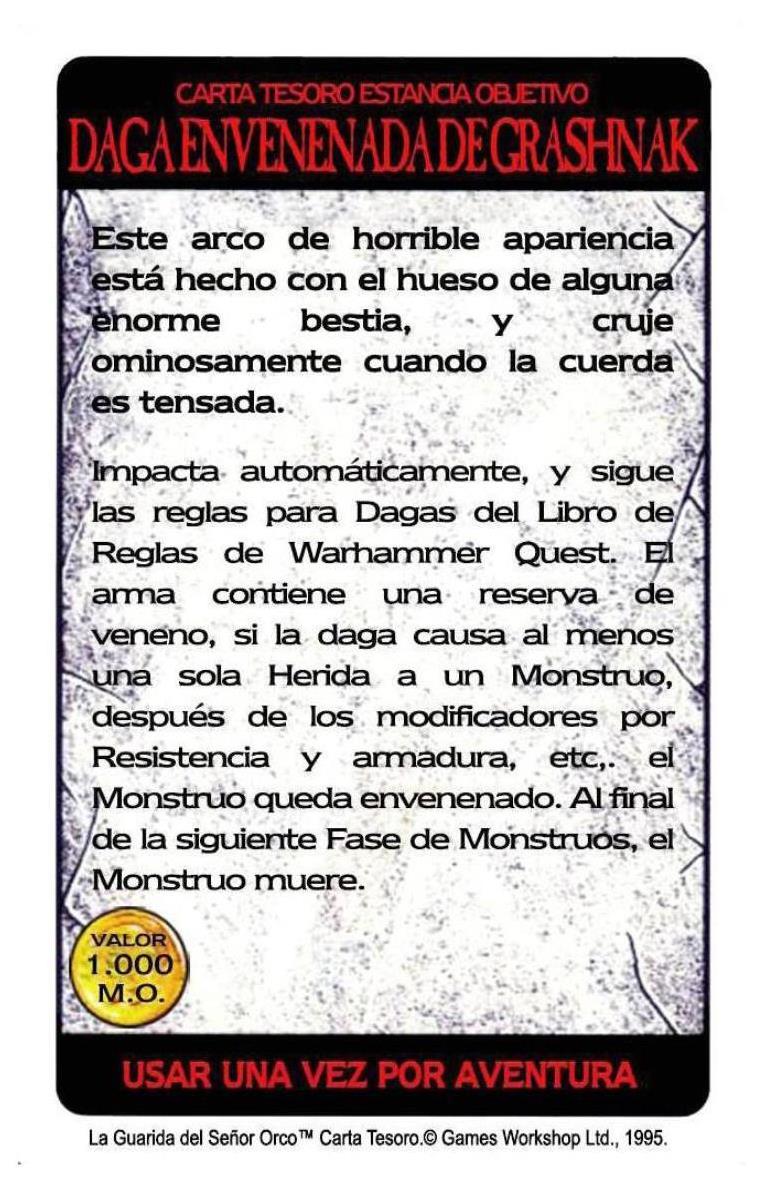 CARTA TESORO ESTANCIA OBJETIVO
DAGA ENVENENADA DE GRASHNAK
Este arco de horrible apariencia
está hecho con el hueso de alguna
enorme bestia, y cruje
ominosamente cuando la cuerda
es tensada.
Impacta automáticamente, y sigue
las reglas para Dagas del Libro de
Reglas de Warhammer Quest. El
arma contiene una reserva de
veneno, si la daga causa al menos
una sola Herida a un Monstruo,
después de los modificadores por
Resistencia y armadura, etc,. el
Monstruo queda envenenado. Al final
de la siguiente Fase de Monstruos, el
Monstruo muere.
VALOR
1.000
M.O.
USAR UNA VEZ POR AVENTURA
La Guarida del Señor Orco™ Carta Tesoro.© Games Workshop Ltd., 1995.